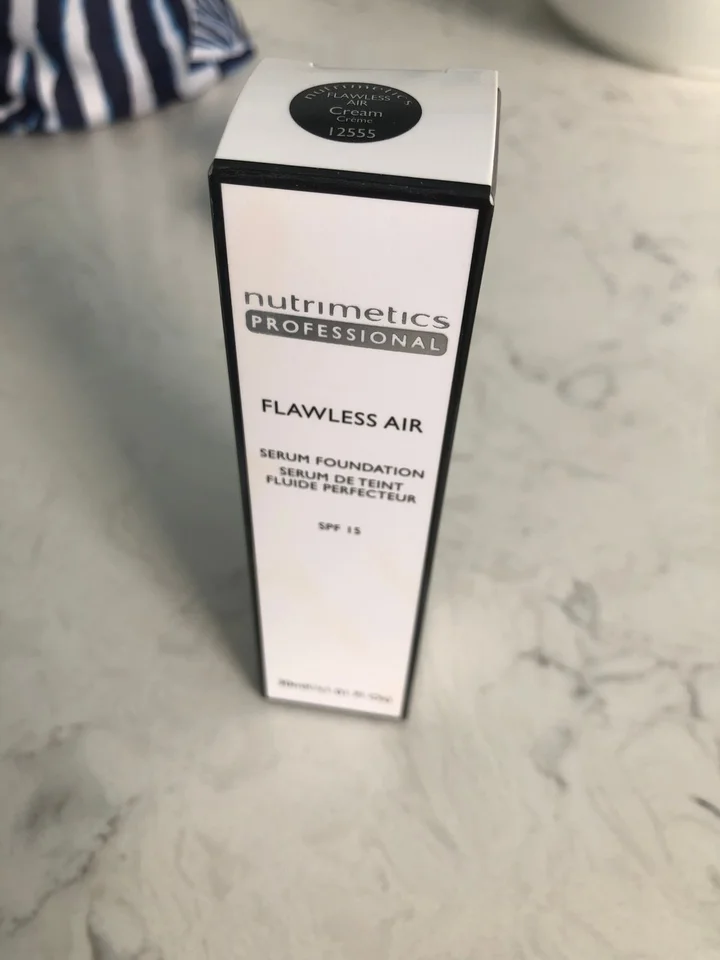 nutrimetics
FLAWLESS
AIR
Cream
Crème
12555
nutrimetics
PROFESSIONAL
FLAWLESS AIR
SERUM FOUNDATION
SERUM DE TEINT
FLUIDE PERFECTEUR
SPF 15